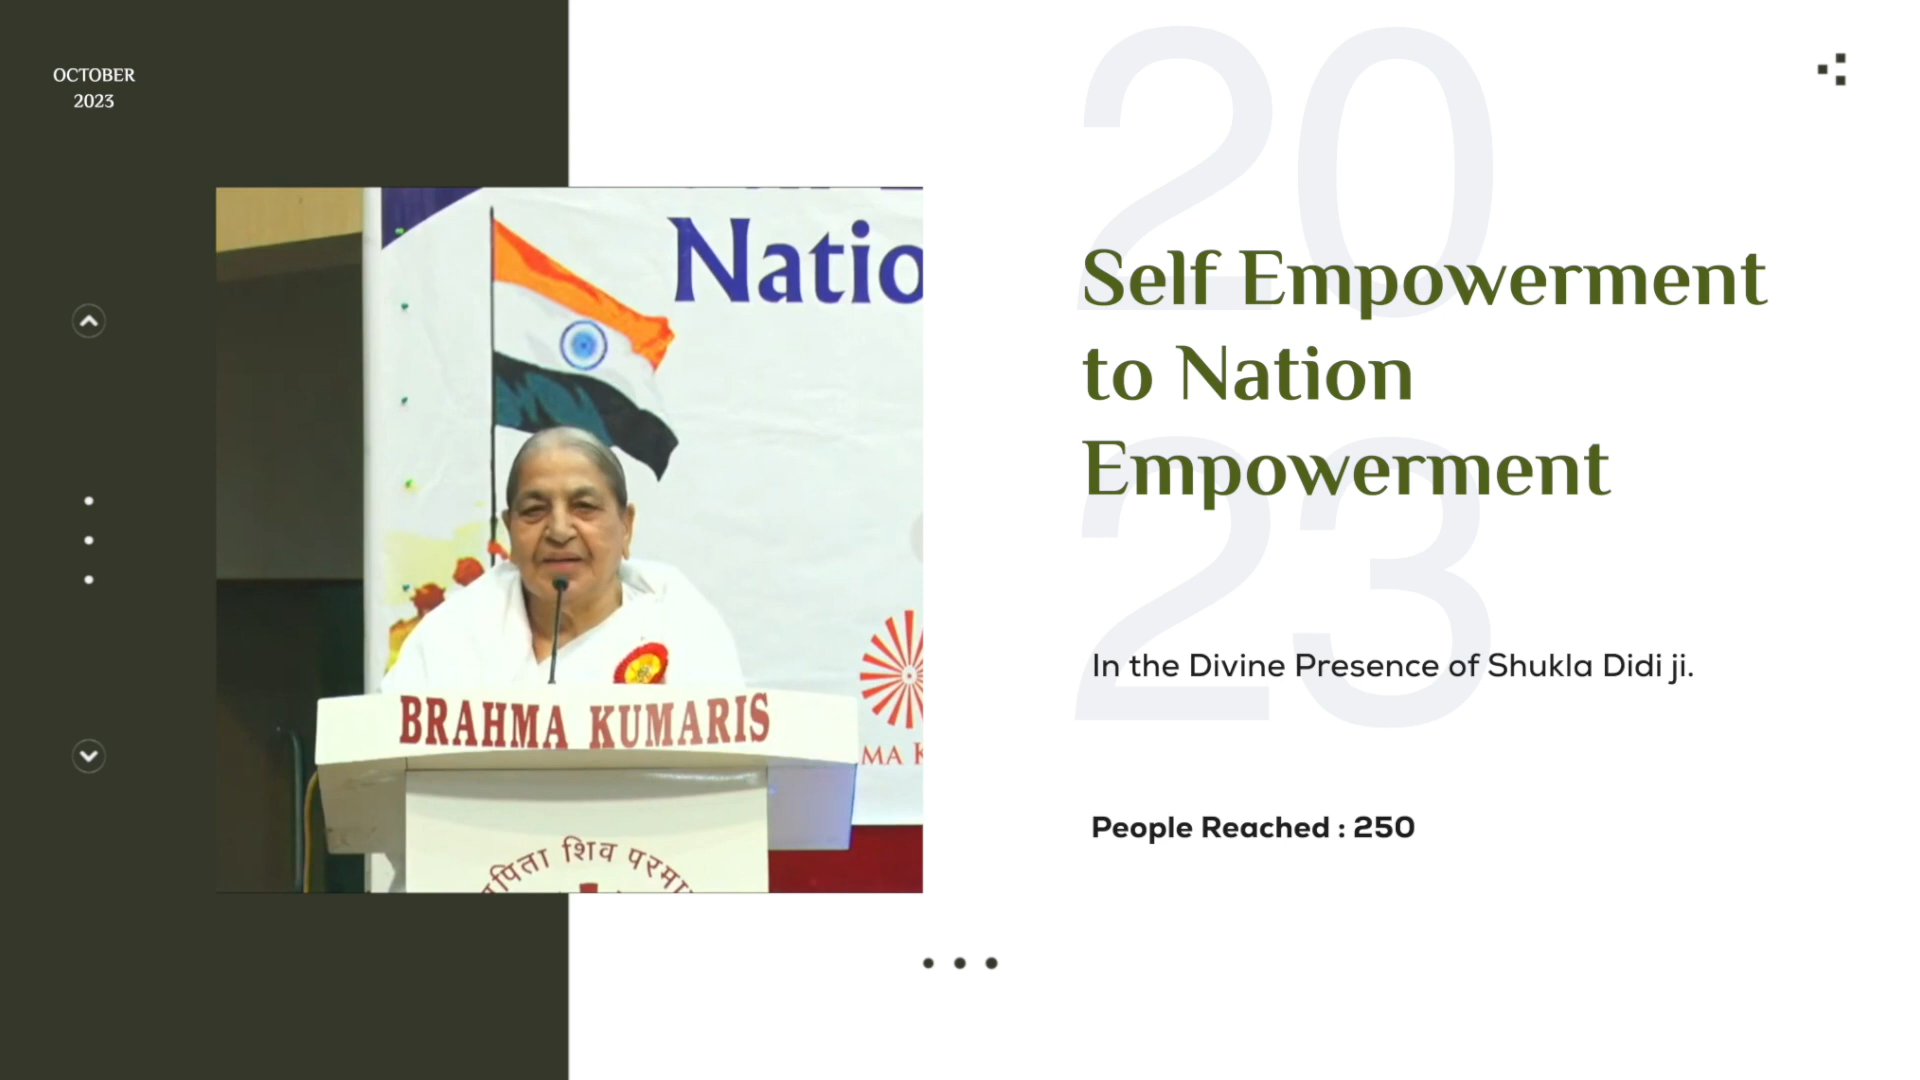 OCTOBER
2023
20
23
Self Empowerment
to Nation
Empowerment
In the Divine Presence of Shukla Didi ji.
People Reached : 250
Natio
BRAHMA KUMARIS
MA K
पिता शिव परमा